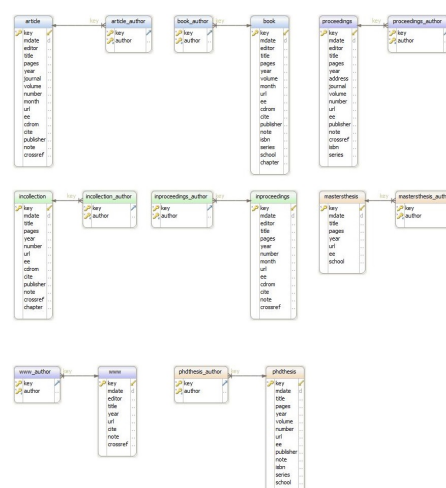 article
key
mdate d
editor
title
pages
year
journal
volume
number
month
url
ee
cdrom
cite
publisher
note
crossref
key
article_author
key
author
book_author
key
author
key
book
key
mdate d
editor
title
pages
year
volume
month
url
ee
cdrom
cite
publisher
note
isbn
series
school
chapter
proceedings
key
mdate d
editor
title
pages
year
address
journal
volume
number
url
ee
publisher
note
crossref
isbn
series
key
proceedings_author
key
author
incollection
key
mdate d
title
pages
year
number
url
ee
cdrom
cite
publisher
note
crossref
chapter
key
incollection_author
key
author
inproceedings_author
key
author
key
inproceedings
key
mdate d
editor
title
pages
year
number
month
url
ee
cdrom
cite
note
crossref
mastersthesis
key
mdate d
title
pages
year
url
ee
school
key
mastersthesis_auth
key
author
www_author
key
author
key
www
key
mdate d
editor
title
year
url
cite
note
crossref
phdthesis_author
key
author
key
phdthesis
key
mdate d
title
pages
year
volume
number
url
ee
publisher
note
isbn
series
school